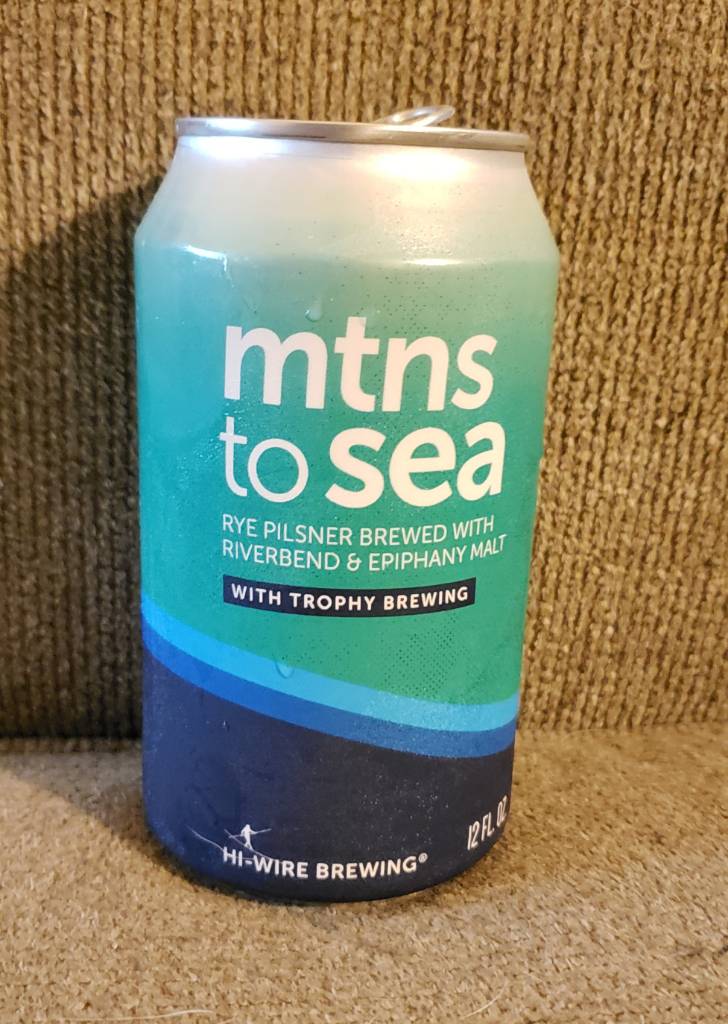 mtns
to sea
RYE PILSNER BREWED WITH
RIVERBEND & EPIPHANY MALT
WITH TROPHY BREWING
12 FL. OZ.
HI-WIRE BREWING®